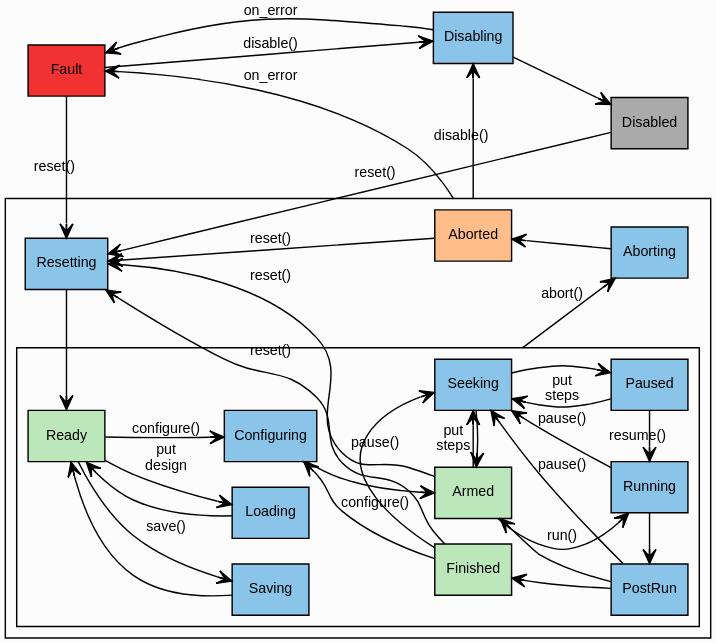 on_error
Disabling
disable()
Fault
on_error
Disabled
disable()
reset()
reset()
Aborted
reset()
Aborting
Resetting
reset()
abort()
reset()
Seeking
put
steps
Paused
configure()
pause()
Ready
Configuring
put
steps
pause()
resume()
put
design
pause()
Running
Armed
configure()
Loading
save()
run()
Finished
Saving
PostRun